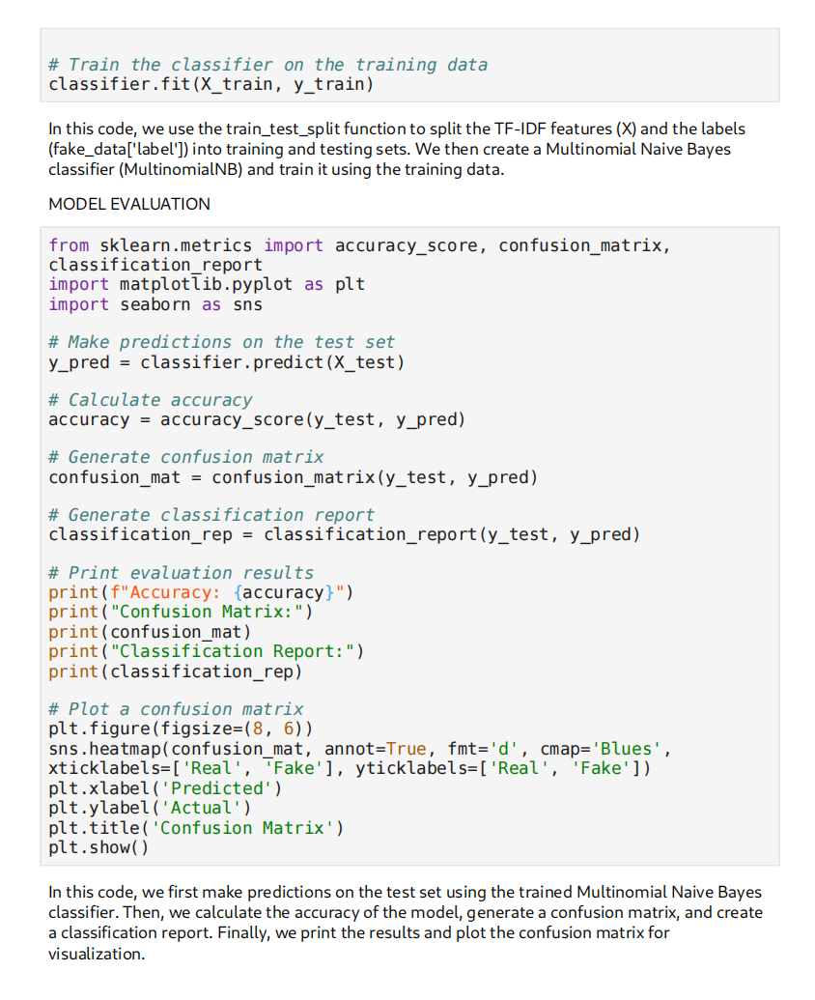 # Train the classifier on the training data
classifier.fit(X_train, y_train)
In this code, we use the train_test_split function to split the TF-IDF features (X) and the labels
(fake_data['label']) into training and testing sets. We then create a Multinomial Naive Bayes
classifier (MultinomialNB) and train it using the training data.
MODEL EVALUATION
from sklearn.metrics import accuracy_score, confusion_matrix,
classification_report
import matplotlib.pyplot as plt
import seaborn as sns
# Make predictions on the test set
y_pred = classifier.predict(X_test)
# Calculate accuracy
accuracy = accuracy_score(y_test, y_pred)
# Generate confusion matrix
confusion_mat = confusion_matrix(y_test, y_pred)
# Generate classification report
classification_rep = classification_report(y_test, y_pred)
# Print evaluation results
print(f"Accuracy: {accuracy}")
print("Confusion Matrix:")
print(confusion_mat)
print("Classification Report:")
print(classification_rep)
# Plot a confusion matrix
plt.figure(figsize=(8, 6))
sns.heatmap(confusion_mat, annot=True, fmt='d', cmap='Blues',
xticklabels=['Real', 'Fake'], yticklabels=['Real', 'Fake'])
plt.xlabel('Predicted')
plt.ylabel('Actual')
plt.title('Confusion Matrix')
plt.show()
In this code, we first make predictions on the test set using the trained Multinomial Naive Bayes
classifier. Then, we calculate the accuracy of the model, generate a confusion matrix, and create
a classification report. Finally, we print the results and plot the confusion matrix for
visualization.